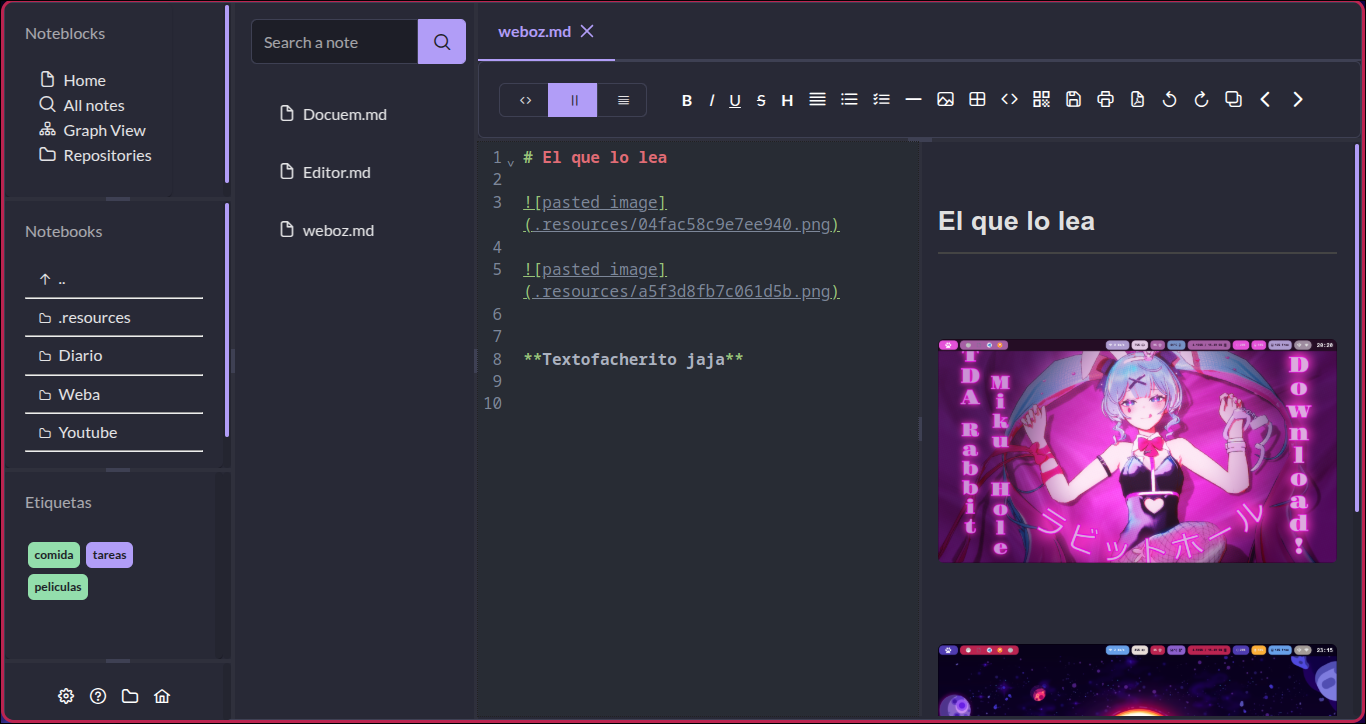 Noteblocks
Home
All notes
Graph View
Repositories
Notebooks
..
.resources
Diario
Weba
Youtube
Etiquetas
comida tareas
peliculas
Search a note
Docuem.md
Editor.md
weboz.md
weboz.md
B I U S H
1 # El que lo lea
2
3 ![pasted image]
(.resources/04fac58c9e7ee940.png)
4
5 ![pasted image]
(.resources/a5f3d8fb7c061d5b.png)
6
7
8 **Textofacherito jaja**
9
10
El que lo lea
20:20
TDA Rabbit
Miku Hole
Download!
ラビットホール
23:15